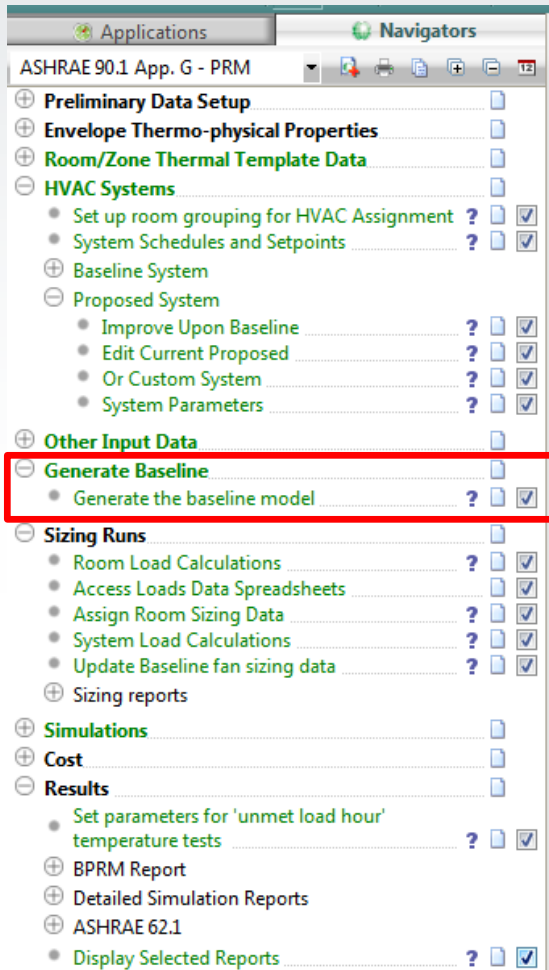 Applications
Navigators
ASHRAE 90.1 App. G - PRM
12
Preliminary Data Setup
Envelope Thermo-physical Properties
Room/Zone Thermal Template Data
HVAC Systems
Set up room grouping for HVAC Assignment ?
System Schedules and Setpoints ?
Baseline System
Proposed System
Improve Upon Baseline ?
Edit Current Proposed ?
Or Custom System ?
System Parameters ?
Other Input Data
Generate Baseline
Generate the baseline model ?
Sizing Runs
Room Load Calculations ?
Access Loads Data Spreadsheets
Assign Room Sizing Data ?
System Load Calculations ?
Update Baseline fan sizing data ?
Sizing reports
Simulations
Cost
Results
Set parameters for 'unmet load hour'
temperature tests ?
BPRM Report
Detailed Simulation Reports
ASHRAE 62.1
Display Selected Reports ?